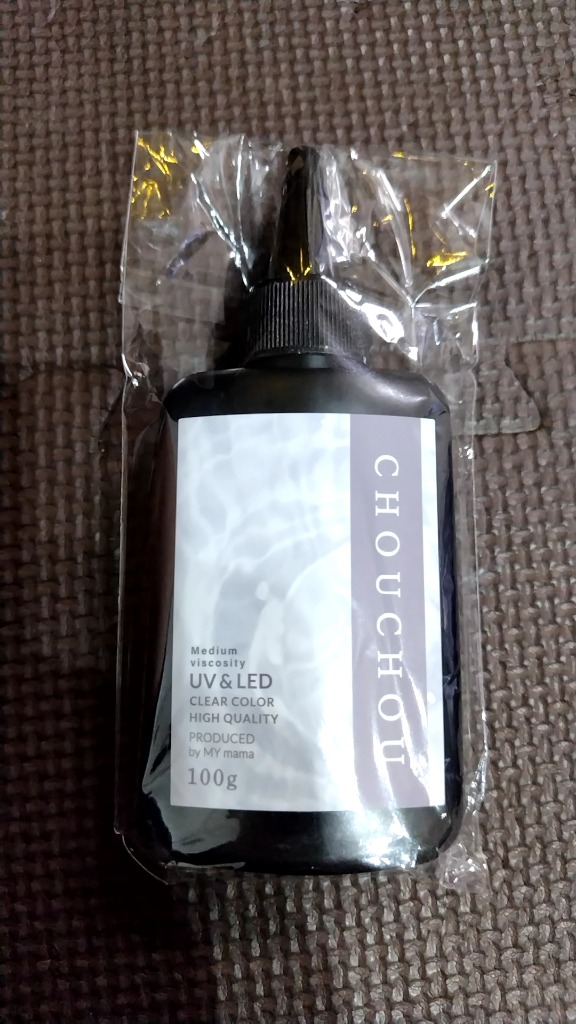 CHOUCHOU
Medium
viscosity
UV & LED
CLEAR COLOR
HIGH QUALITY
PRODUCED
by MY mama
100g